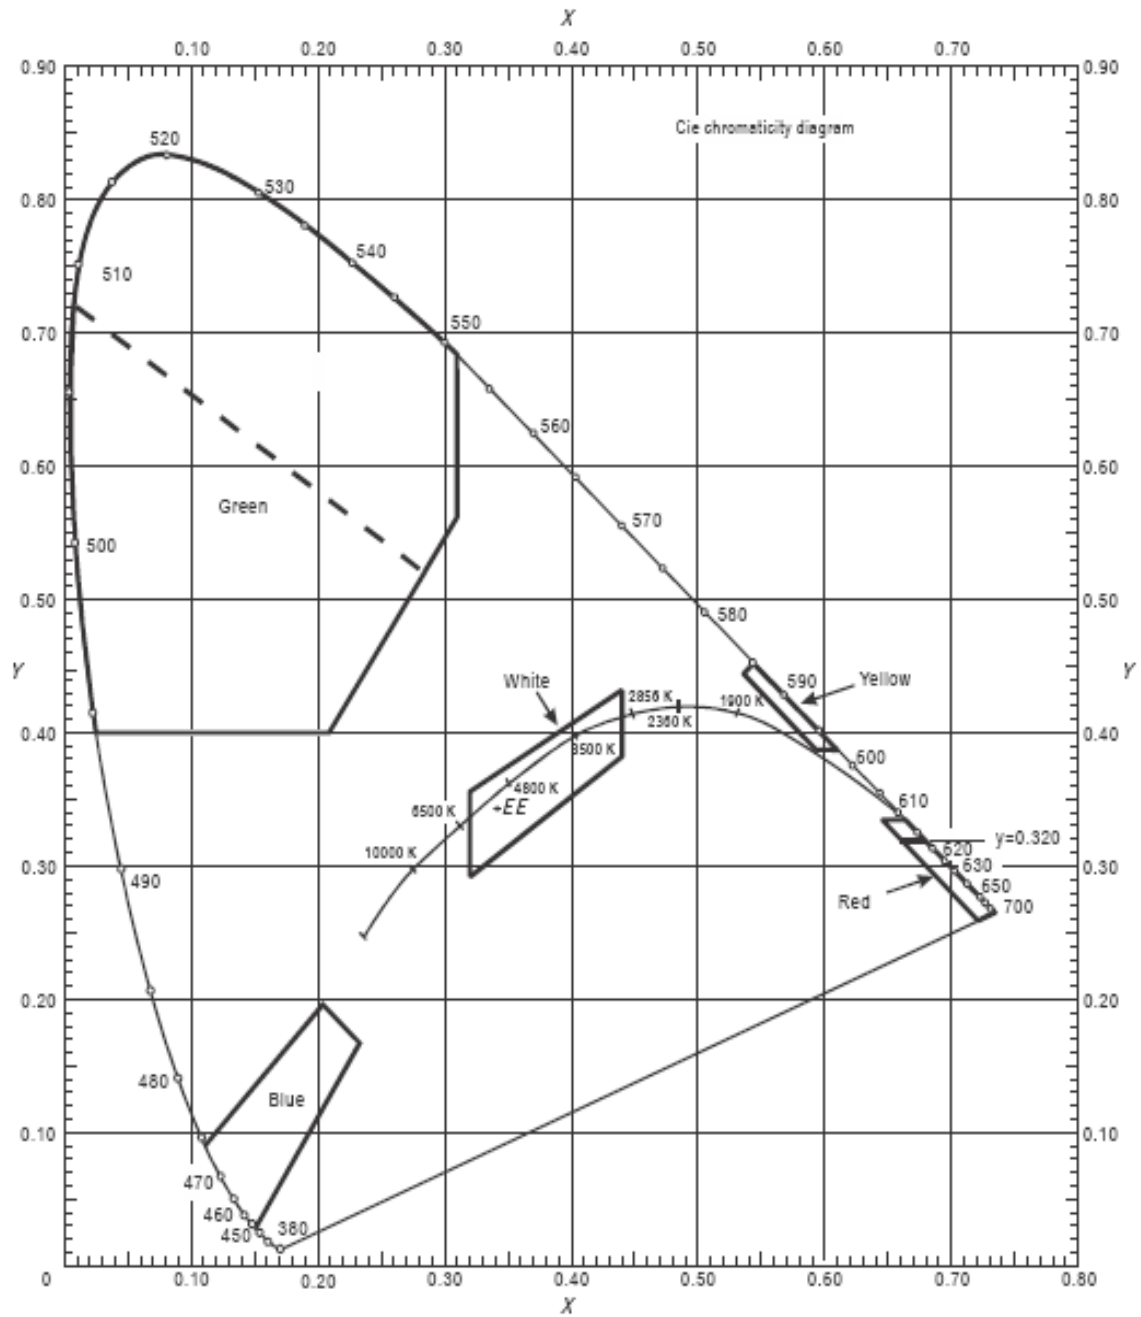 X
0.10 0.20 0.30 0.40 0.50 0.60 0.70
0.90 0.90
Cie chromaticity diagram
520
530
0.80 0.80
540
510
550
0.70 0.70
560
0.60 0.60
570
Green
500
0.50 0.50
580
Y White 590 Yellow Y
2856 K 1900 K
2360 K
0.40 0.40
3500 K 600
4800 K
6500 K EE 610
y=0.320
10000 K 620
0.30 630 0.30
490 650
Red 700
0.20 0.20
480 Blue
0.10 0.10
470
460
450 380
0 0.10 0.20 0.30 0.40 0.50 0.60 0.70 0.80
X